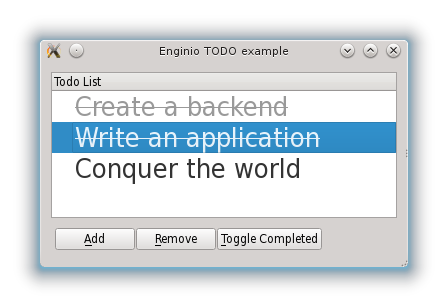 Enginio TODO example
Todo List
Create a backend
Write an application
Conquer the world
Add Remove Toggle Completed